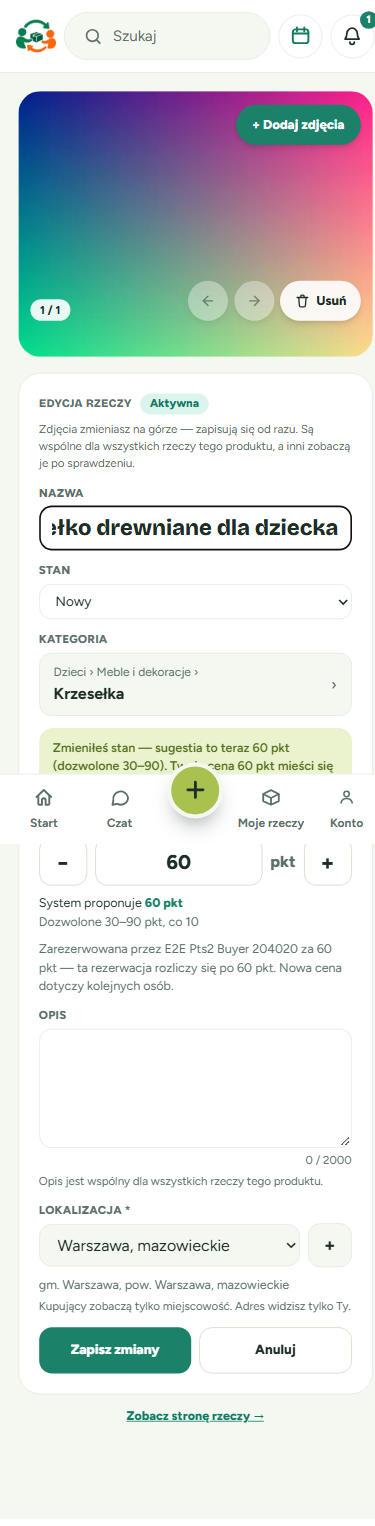 Szukaj
1
+ Dodaj zdjęcia
1 / 1
← → Usuń
EDYCJA RZECZY Aktywna
Zdjęcia zmieniasz na górze — zapisują się od razu. Są
wspólne dla wszystkich rzeczy tego produktu, a inni zobaczą
je po sprawdzeniu.
NAZWA
ełko drewniane dla dziecka
STAN
Nowy
KATEGORIA
Dzieci › Meble i dekoracje ›
Krzesełka ›
Zmieniłeś stan — sugestia to teraz 60 pkt
(dozwolone 30–90). cena 60 pkt mieści się
+
Start Czat Moje rzeczy Konto
– 60 pkt +
System proponuje 60 pkt
Dozwolone 30–90 pkt, co 10
Zarezerwowana przez E2E Pts2 Buyer 204020 za 60
pkt — ta rezerwacja rozliczy się po 60 pkt. Nowa cena
dotyczy kolejnych osób.
OPIS
0 / 2000
Opis jest wspólny dla wszystkich rzeczy tego produktu.
LOKALIZACJA *
Warszawa, mazowieckie +
gm. Warszawa, pow. Warszawa, mazowieckie
Kupujący zobaczą tylko miejscowość. Adres widzisz tylko Ty.
Zapisz zmiany Anuluj
Zobacz stronę rzeczy →